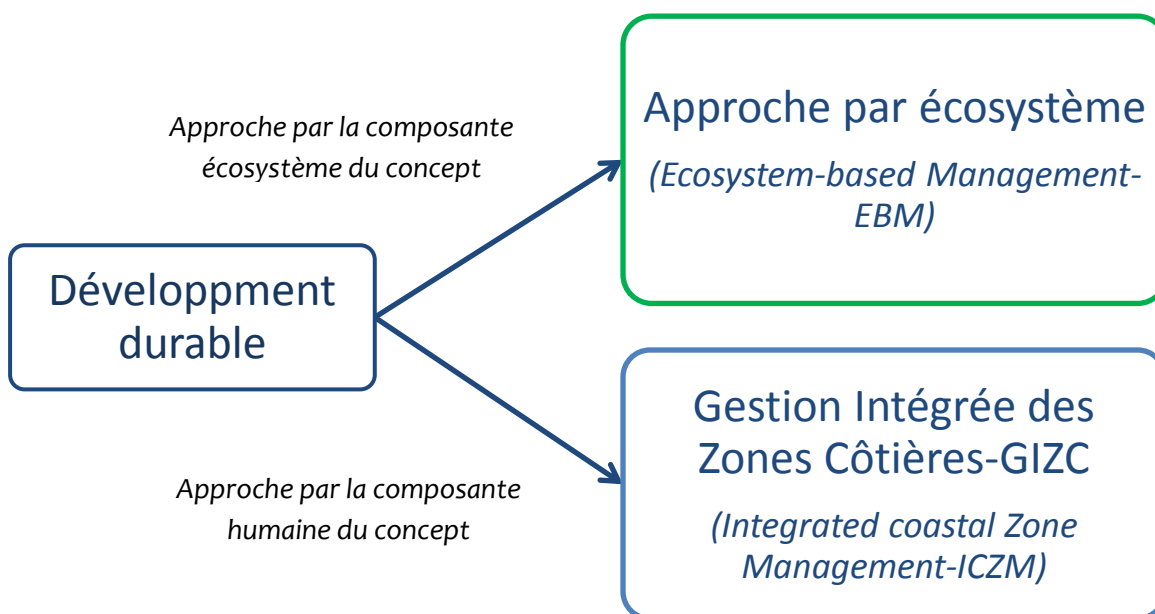 Approche par la composante
écosystème du concept
Approche par écosystème
(Ecosystem-based Management-
EBM)
Développment
durable
Gestion Intégrée des
Zones Côtières-GIZC
(Integrated coastal Zone
Management-ICZM)
Approche par la composante
humaine du concept